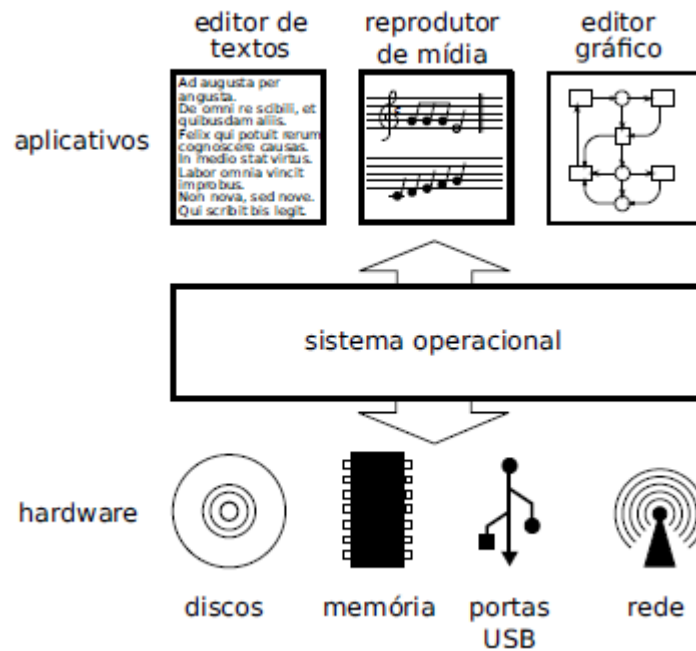 editor de
textos
reprodutor
de mídia
editor
gráfico
aplicativos
Ad augusta per
angusta.
De omni re scibili, et
quibusdam aliis.
Felix qui potuit rerum
cognoscere causas.
In medio stat virtus.
Labor omnia vincit
improbus.
Non nova, sed nove.
Qui scribit bis legit.
sistema operacional
hardware
discos
memória
portas
USB
rede